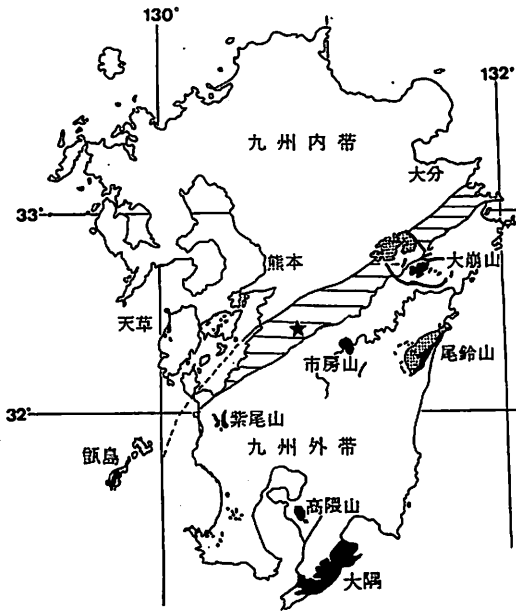 130°
132°
九州内帯
大分
33°
熊本
大崩山
天草
市房山
尾鈴山
32°
紫尾山
甑島
九州外帯
高隈山
大隅